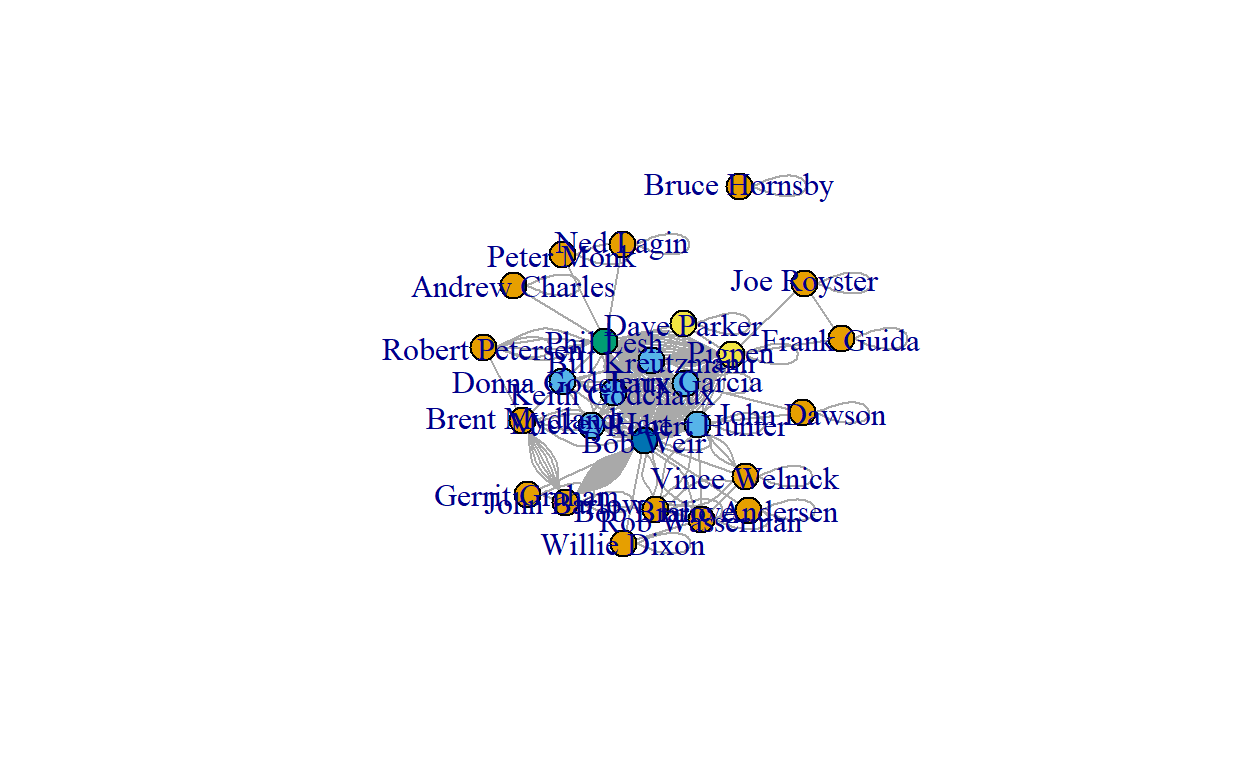 Bruce Hornsby
Ned Lagin
Peter Monk
Joe Royster
Andrew Charles
Dave Parker
Frank Guida
Phil Lesh
Robert Petersen
Pigpen
Bill Kreutzmann
Donna Godchaux
Jerry Garcia
Keith Godchaux
John Dawson
Brent Mydland
Mickey Hart
Robert Hunter
Bob Weir
Vince Welnick
Gerrit Graham
John Barlow
Bob Bralove
Andersen
Rob Wasserman
Willie Dixon